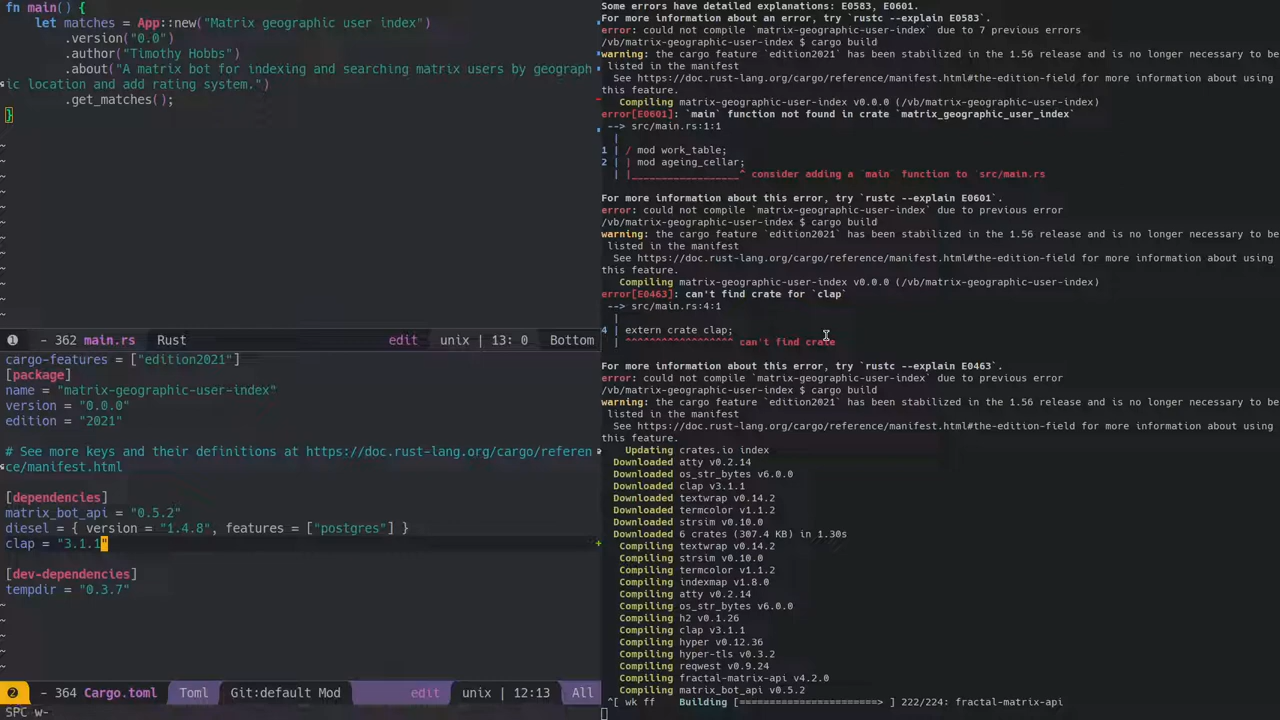 fn main() {
    let matches = App::new("Matrix geographic user index")
        .version("0.0")
        .author("Timothy Hobbs")
        .about("A matrix bot for indexing and searching matrix users by geograph
ic location and add rating system.")
        .get_matches();
}
~
~
~
~
~
~
~
~
~
~
~
~
❶ - 362 main.rs Rust edit unix | 13: 0 Bottom
cargo-features = ["edition2021"]
[package]
name = "matrix-geographic-user-index"
version = "0.0.0"
edition = "2021"
# See more keys and their definitions at https://doc.rust-lang.org/cargo/referen
ce/manifest.html
[dependencies]
matrix_bot_api = "0.5.2"
diesel = { version = "1.4.8", features = ["postgres"] }
clap = "3.1.1"
[dev-dependencies]
tempdir = "0.3.7"
~
~
~
~
~
❷ - 364 Cargo.toml Toml Git:default Mod edit unix | 12:13 All
SPC w-
Some errors have detailed explanations: E0583, E0601.
For more information about an error, try `rustc --explain E0583`.
error: could not compile `matrix-geographic-user-index` due to 7 previous errors
/vb/matrix-geographic-user-index $ cargo build
warning: the cargo feature `edition2021` has been stabilized in the 1.56 release and is no longer necessary to be
listed in the manifest
  See https://doc.rust-lang.org/cargo/reference/manifest.html#the-edition-field for more information about using
this feature.
   Compiling matrix-geographic-user-index v0.0.0 (/vb/matrix-geographic-user-index)
error[E0601]: `main` function not found in crate `matrix_geographic_user_index`
 --> src/main.rs:1:1
  |
1 | / mod work_table;
2 | | mod ageing_cellar;
  | |__________________^ consider adding a `main` function to `src/main.rs
For more information about this error, try `rustc --explain E0601`.
error: could not compile `matrix-geographic-user-index` due to previous error
/vb/matrix-geographic-user-index $ cargo build
warning: the cargo feature `edition2021` has been stabilized in the 1.56 release and is no longer necessary to be
listed in the manifest
  See https://doc.rust-lang.org/cargo/reference/manifest.html#the-edition-field for more information about using
this feature.
   Compiling matrix-geographic-user-index v0.0.0 (/vb/matrix-geographic-user-index)
error[E0463]: can't find crate for `clap`
 --> src/main.rs:4:1
  |
4 | extern crate clap;
  | ^^^^^^^^^^^^^^^^^^ can't find crate
For more information about this error, try `rustc --explain E0463`.
error: could not compile `matrix-geographic-user-index` due to previous error
/vb/matrix-geographic-user-index $ cargo build
warning: the cargo feature `edition2021` has been stabilized in the 1.56 release and is no longer necessary to be
listed in the manifest
  See https://doc.rust-lang.org/cargo/reference/manifest.html#the-edition-field for more information about using
this feature.
    Updating crates.io index
  Downloaded atty v0.2.14
  Downloaded os_str_bytes v6.0.0
  Downloaded clap v3.1.1
  Downloaded textwrap v0.14.2
  Downloaded termcolor v1.1.2
  Downloaded strsim v0.10.0
  Downloaded 6 crates (307.4 KB) in 1.30s
   Compiling textwrap v0.14.2
   Compiling strsim v0.10.0
   Compiling termcolor v1.1.2
   Compiling indexmap v1.8.0
   Compiling atty v0.2.14
   Compiling os_str_bytes v6.0.0
   Compiling h2 v0.1.26
   Compiling clap v3.1.1
   Compiling hyper v0.12.36
   Compiling hyper-tls v0.3.2
   Compiling reqwest v0.9.24
   Compiling fractal-matrix-api v4.2.0
   Compiling matrix_bot_api v0.5.2
^[ wk ff    Building [=======================> ] 222/224: fractal-matrix-api